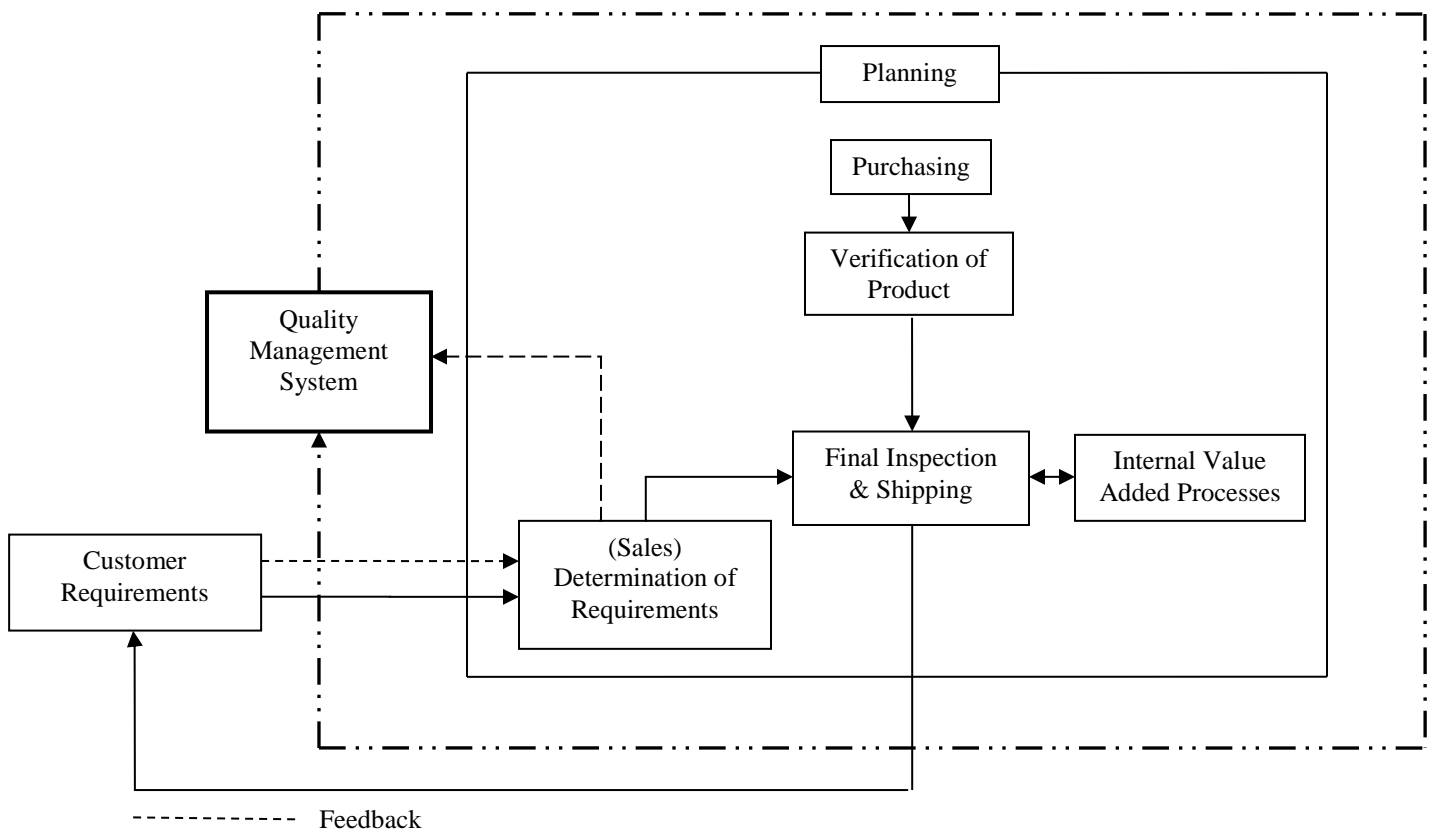 Planning
Purchasing
Verification of
Product
Quality
Management
System
Final Inspection
& Shipping
Internal Value
Added Processes
Customer
Requirements
(Sales)
Determination of
Requirements
Feedback